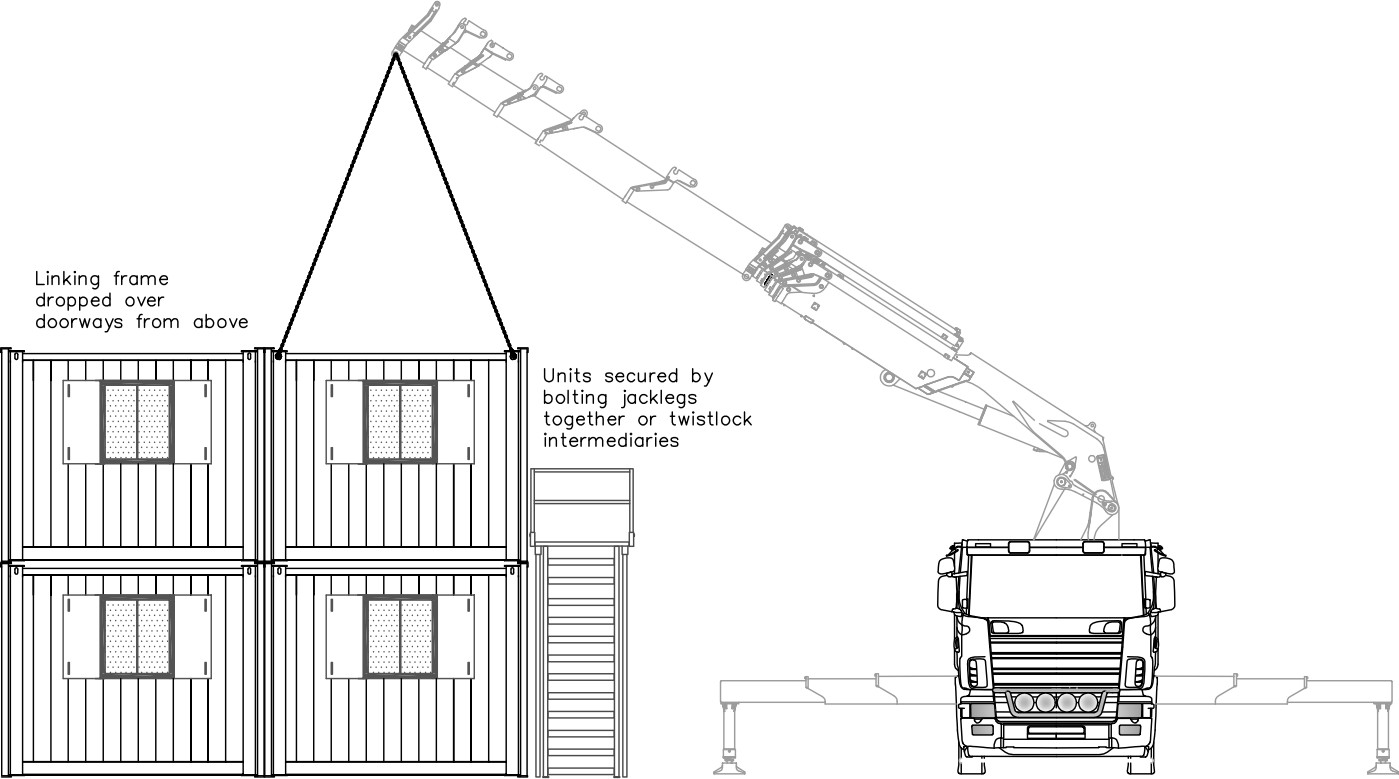 Linking frame
dropped over
doorways from above
Units secured by
bolting jacklegs
together or twistlock
intermediaries